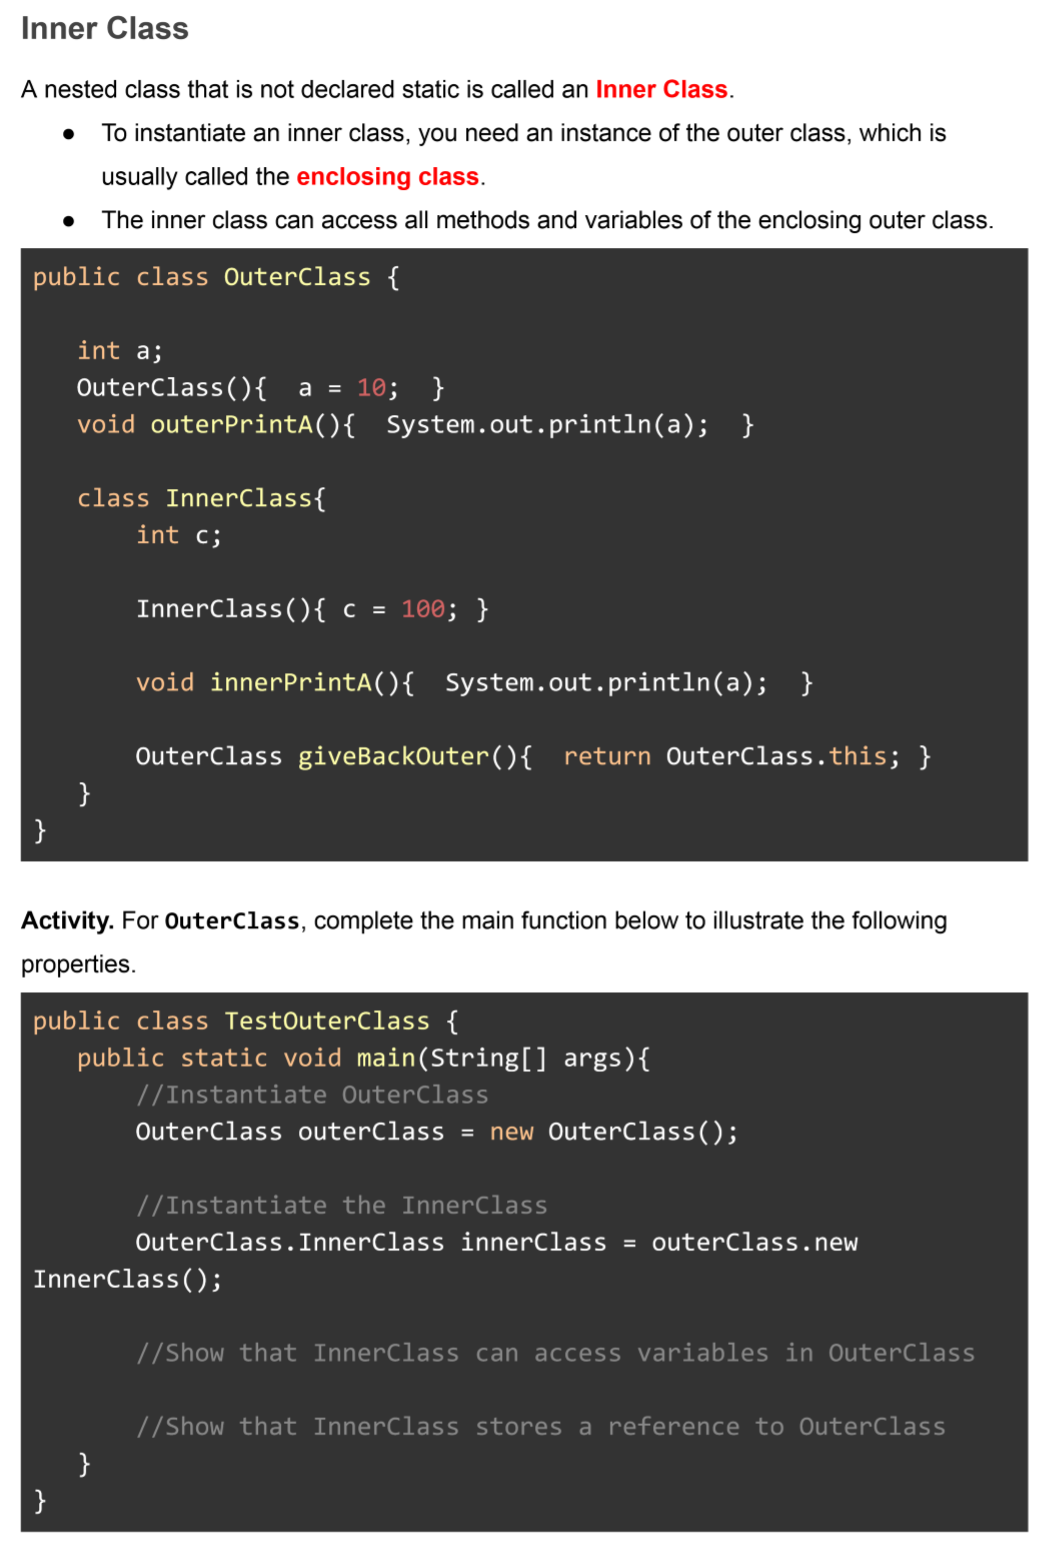 Inner Class
A nested class that is not declared static is called an Inner Class.
● To instantiate an inner class, you need an instance of the outer class, which is
usually called the enclosing class.
● The inner class can access all methods and variables of the enclosing outer class.
public class OuterClass {
int a;
OuterClass(){  a = 10;  }
void outerPrintA(){  System.out.println(a);  }
class InnerClass{
int c;
InnerClass(){ c = 100; }
void innerPrintA(){  System.out.println(a);  }
OuterClass giveBackOuter(){  return OuterClass.this; }
}
}
Activity. For OuterClass, complete the main function below to illustrate the following
properties.
public class TestOuterClass {
public static void main(String[] args){
//Instantiate OuterClass
OuterClass outerClass = new OuterClass();
//Instantiate the InnerClass
OuterClass.InnerClass innerClass = outerClass.new
InnerClass();
//Show that InnerClass can access variables in OuterClass
//Show that InnerClass stores a reference to OuterClass
}
}